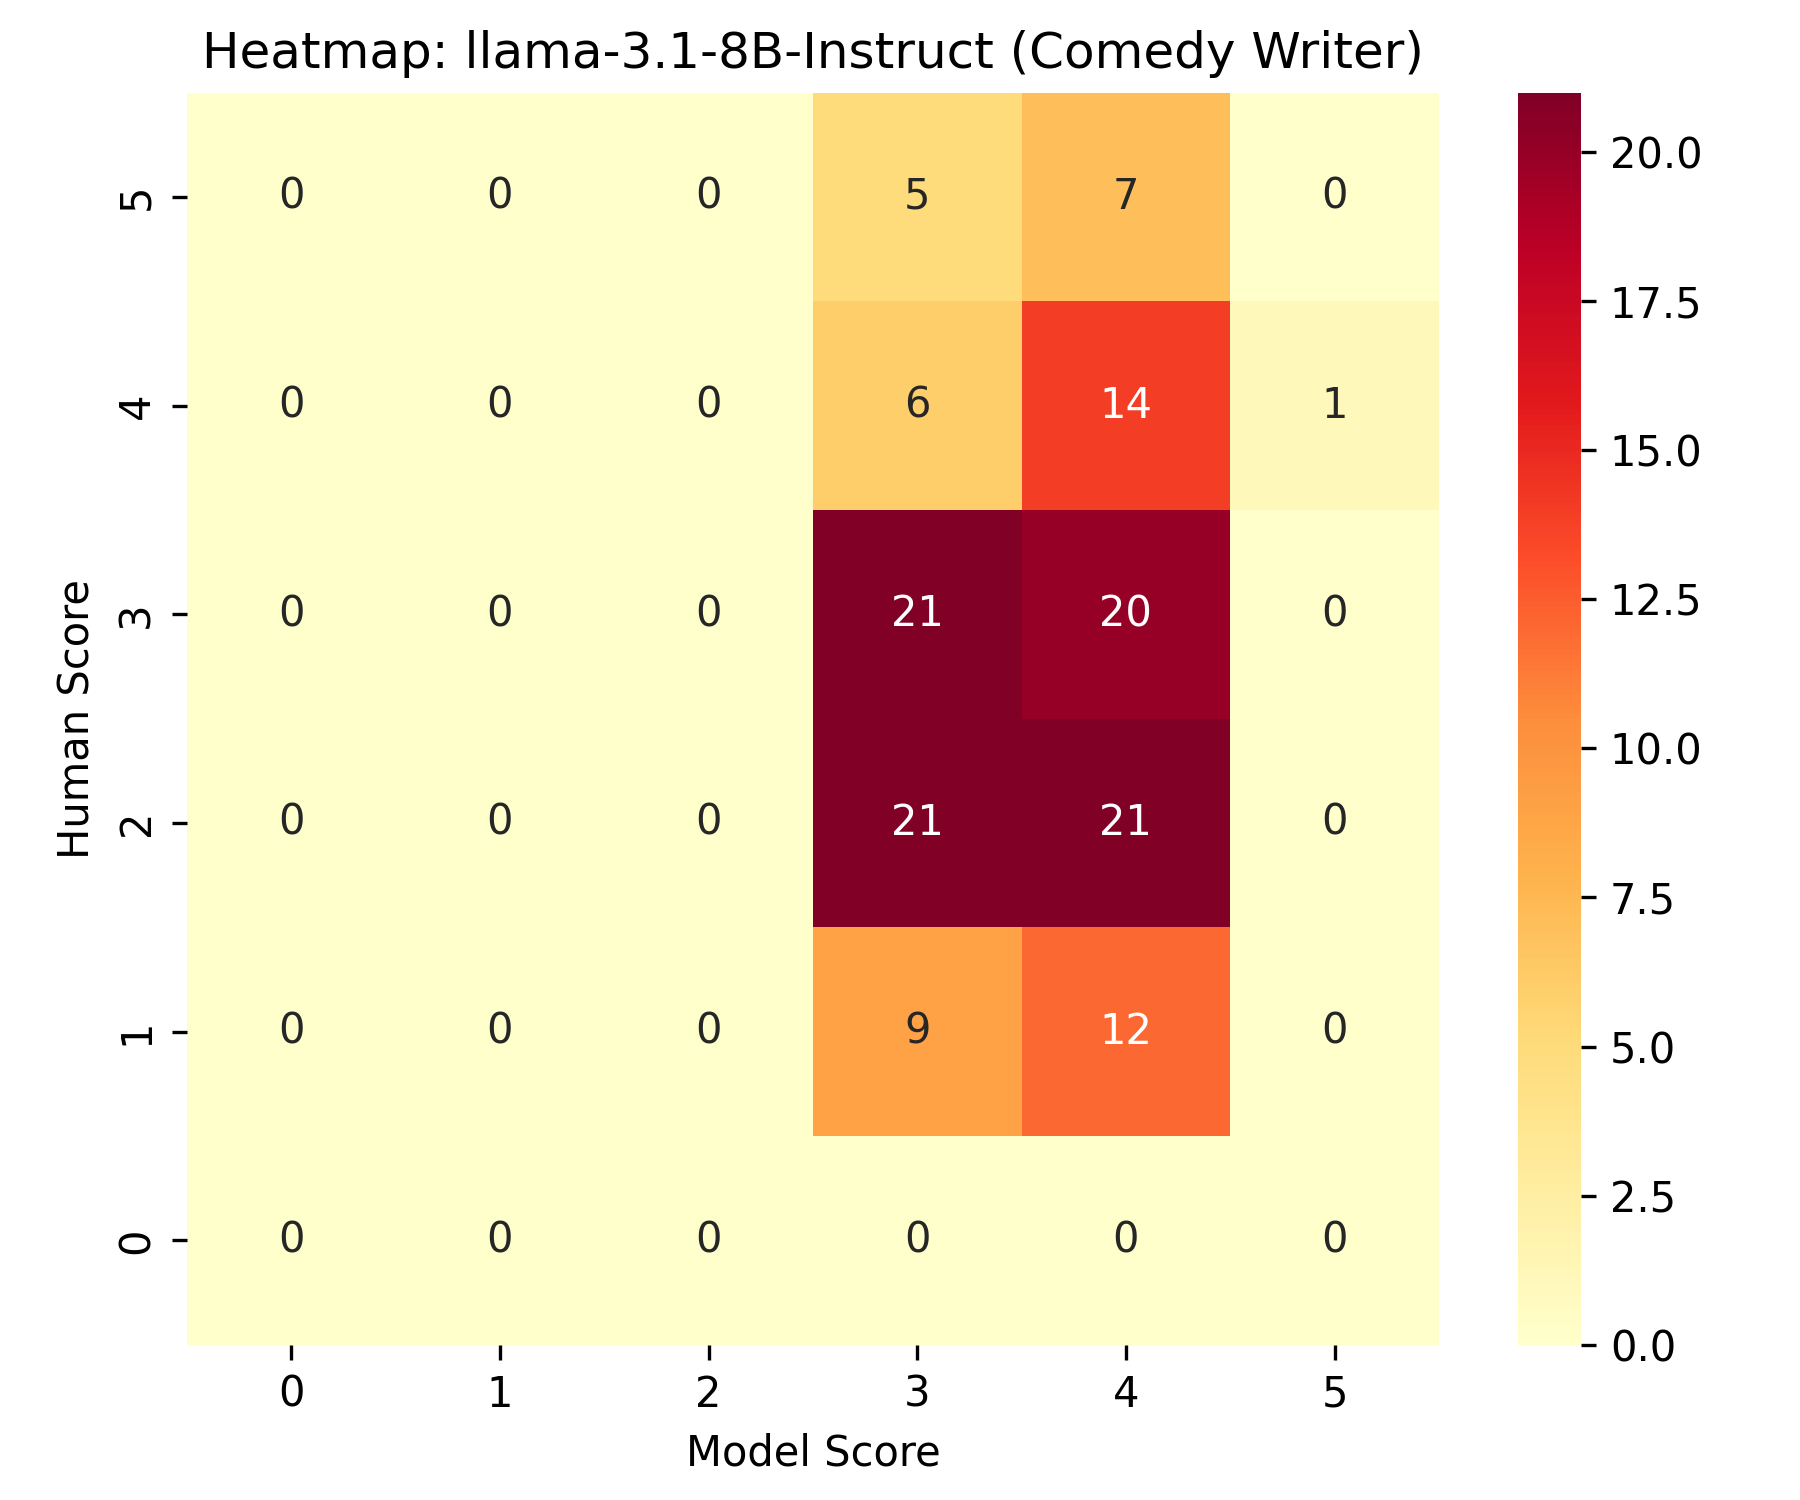 Heatmap: llama-3.1-8B-Instruct (Comedy Writer)
5 0 0 0 5 7 0
4 0 0 0 6 14 1
3 0 0 0 21 20 0
2 0 0 0 21 21 0
1 0 0 0 9 12 0
0 0 0 0 0 0 0
0 1 2 3 4 5
Model Score
Human Score
20.0
17.5
15.0
12.5
10.0
7.5
5.0
2.5
0.0